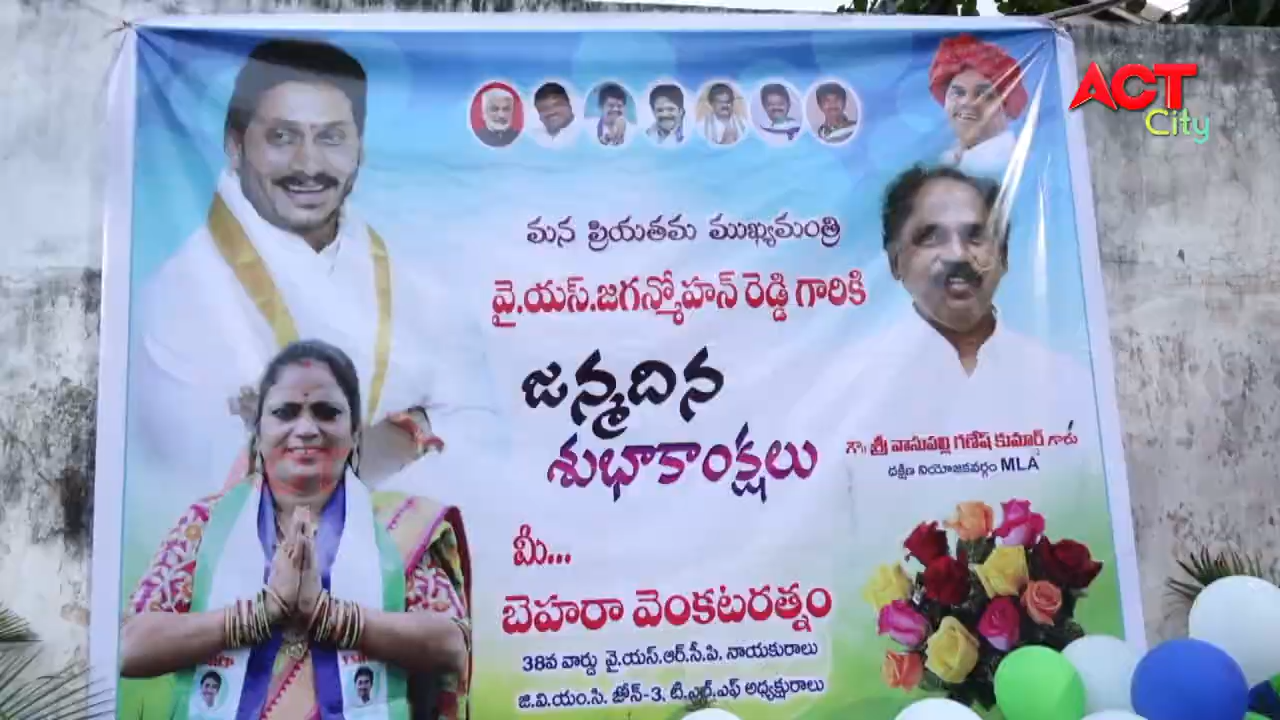 ACT
City
మన ప్రియతమ ముఖ్యమంత్రి
వై.యస్.జగన్మోహన్ రెడ్డి గారికి
జన్మదిన
శుభాకాంక్షలు
గౌ॥ శ్రీ వాసుపల్లి గణేష్ కుమార్ గారు
దక్షిణ నియోజకవర్గం MLA
మీ...
బెహరా వెంకటరత్నం
38వ వార్డు వై.యస్.ఆర్.సి.పి. నాయకురాలు
జి.వి.యం.సి. జోన్-3, టి.ఆర్.ఎఫ్ అధ్యక్షురాలు